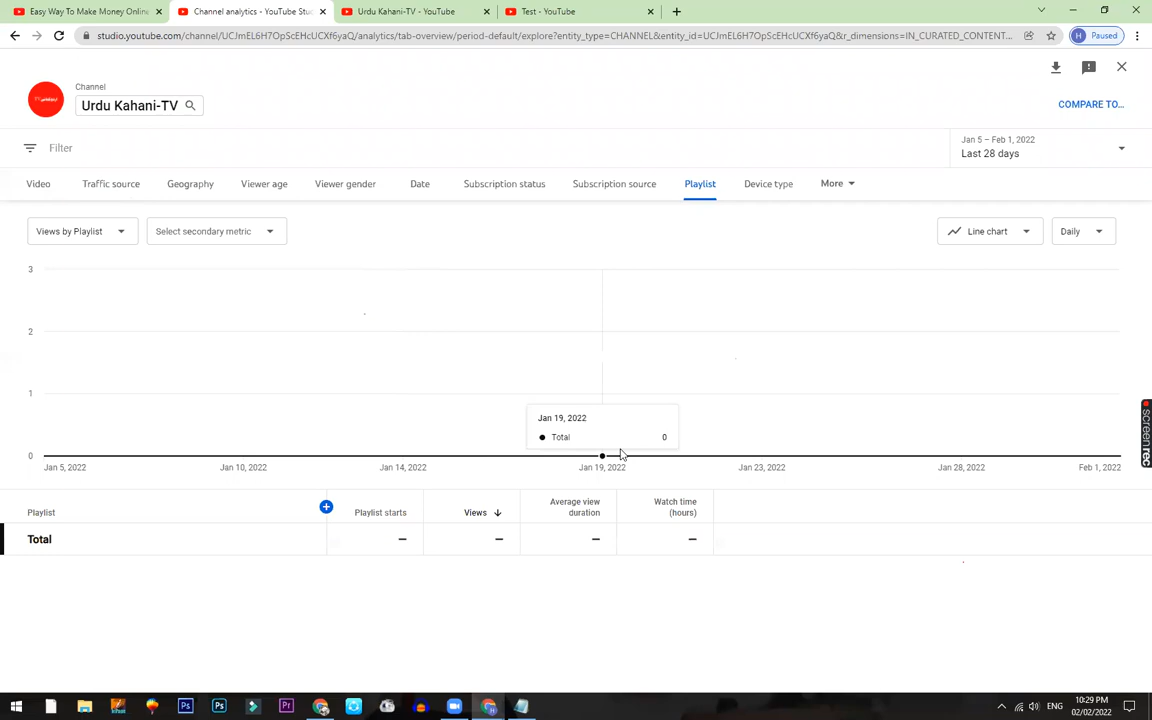 Easy Way To Make Money Online
Channel analytics - YouTube Stu
Urdu Kahani-TV - YouTube
Test - YouTube
studio.youtube.com/channel/UCJmEL6H7OpScEHcUCXf6yaQ/analytics/tab-overview/period-default/explore?entity_type=CHANNEL&entity_id=UCJmEL6H7OpScEHcUCXf6yaQ&r_dimensions=IN_CURATED_CONTENT...
H Paused
Channel
Urdu Kahani-TV
COMPARE TO...
Filter
Jan 5 – Feb 1, 2022
Last 28 days
Video Traffic source Geography Viewer age Viewer gender Date Subscription status Subscription source Playlist Device type More
Views by Playlist Select secondary metric Line chart Daily
3
2
1
Jan 19, 2022
Total 0
0
Jan 5, 2022 Jan 10, 2022 Jan 14, 2022 Jan 19, 2022 Jan 23, 2022 Jan 28, 2022 Feb 1, 2022
Playlist Playlist starts Views Average view duration Watch time (hours)
Total — — — —
screenrec
Ps Ps Pr
ENG
10:29 PM
02/02/2022